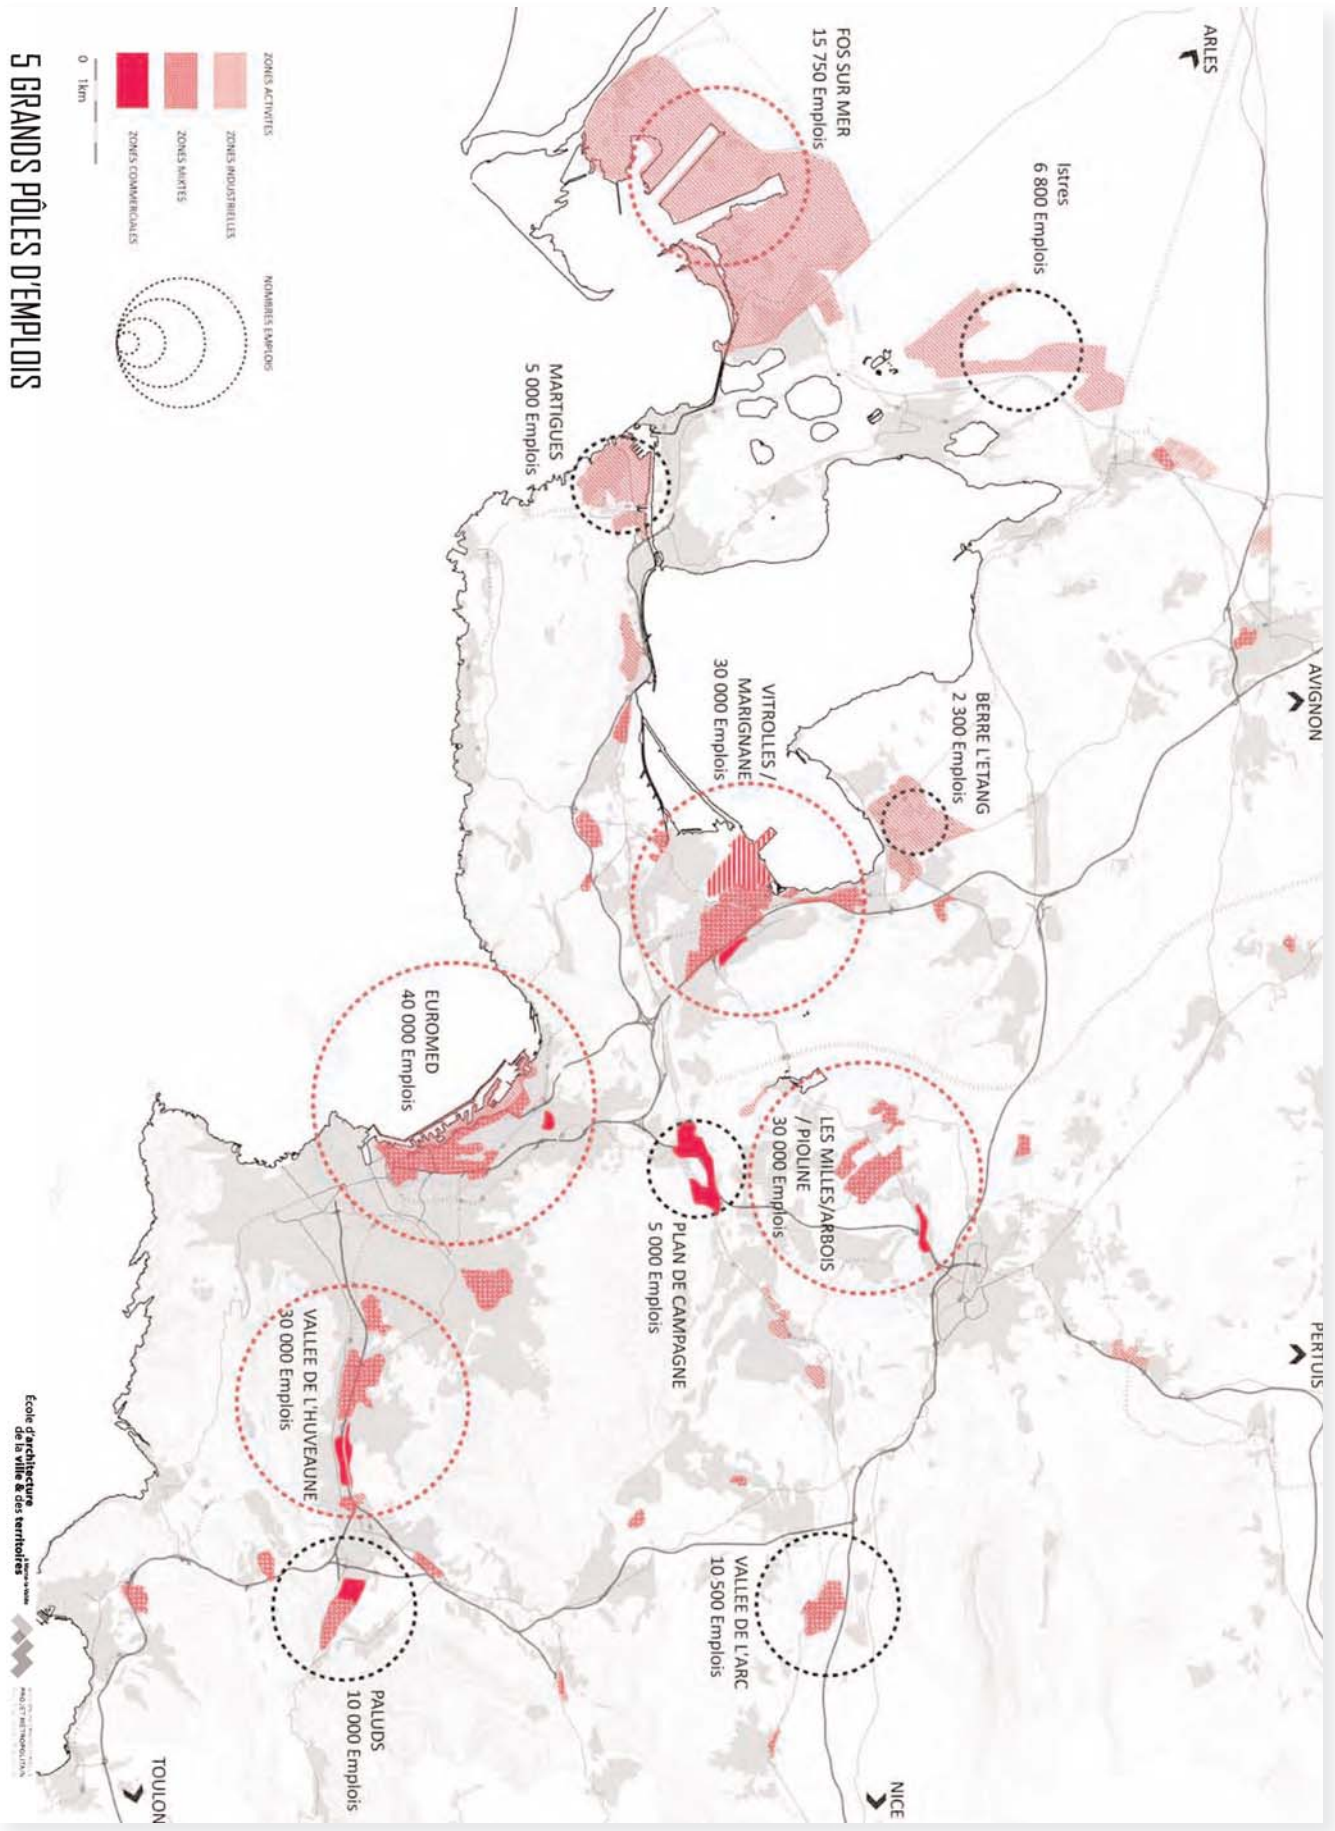 5 GRANDS PÔLES D'EMPLOIS
ZONES ACTIVITES
ZONES INDUSTRIELLES
ZONES MIXTES
ZONES COMMERCIALES
0 1km
NOMBRES EMPLOIS
ARLES
AVIGNON
PERTUIS
NICE
TOULON
FOS SUR MER
15 750 Emplois
Istres
6 800 Emplois
MARTIGUES
5 000 Emplois
BERRE L'ETANG
2 300 Emplois
VITROLLES /
MARIGNANE
30 000 Emplois
EUROMED
40 000 Emplois
LES MILLES/ARBOIS
/ PIOLINE
30 000 Emplois
PLAN DE CAMPAGNE
5 000 Emplois
VALLEE DE L'HUVEAUNE
30 000 Emplois
VALLEE DE L'ARC
10 500 Emplois
PALUDS
10 000 Emplois
École d'architecture
de la ville & des territoires
PROJET METROPOLITAIN